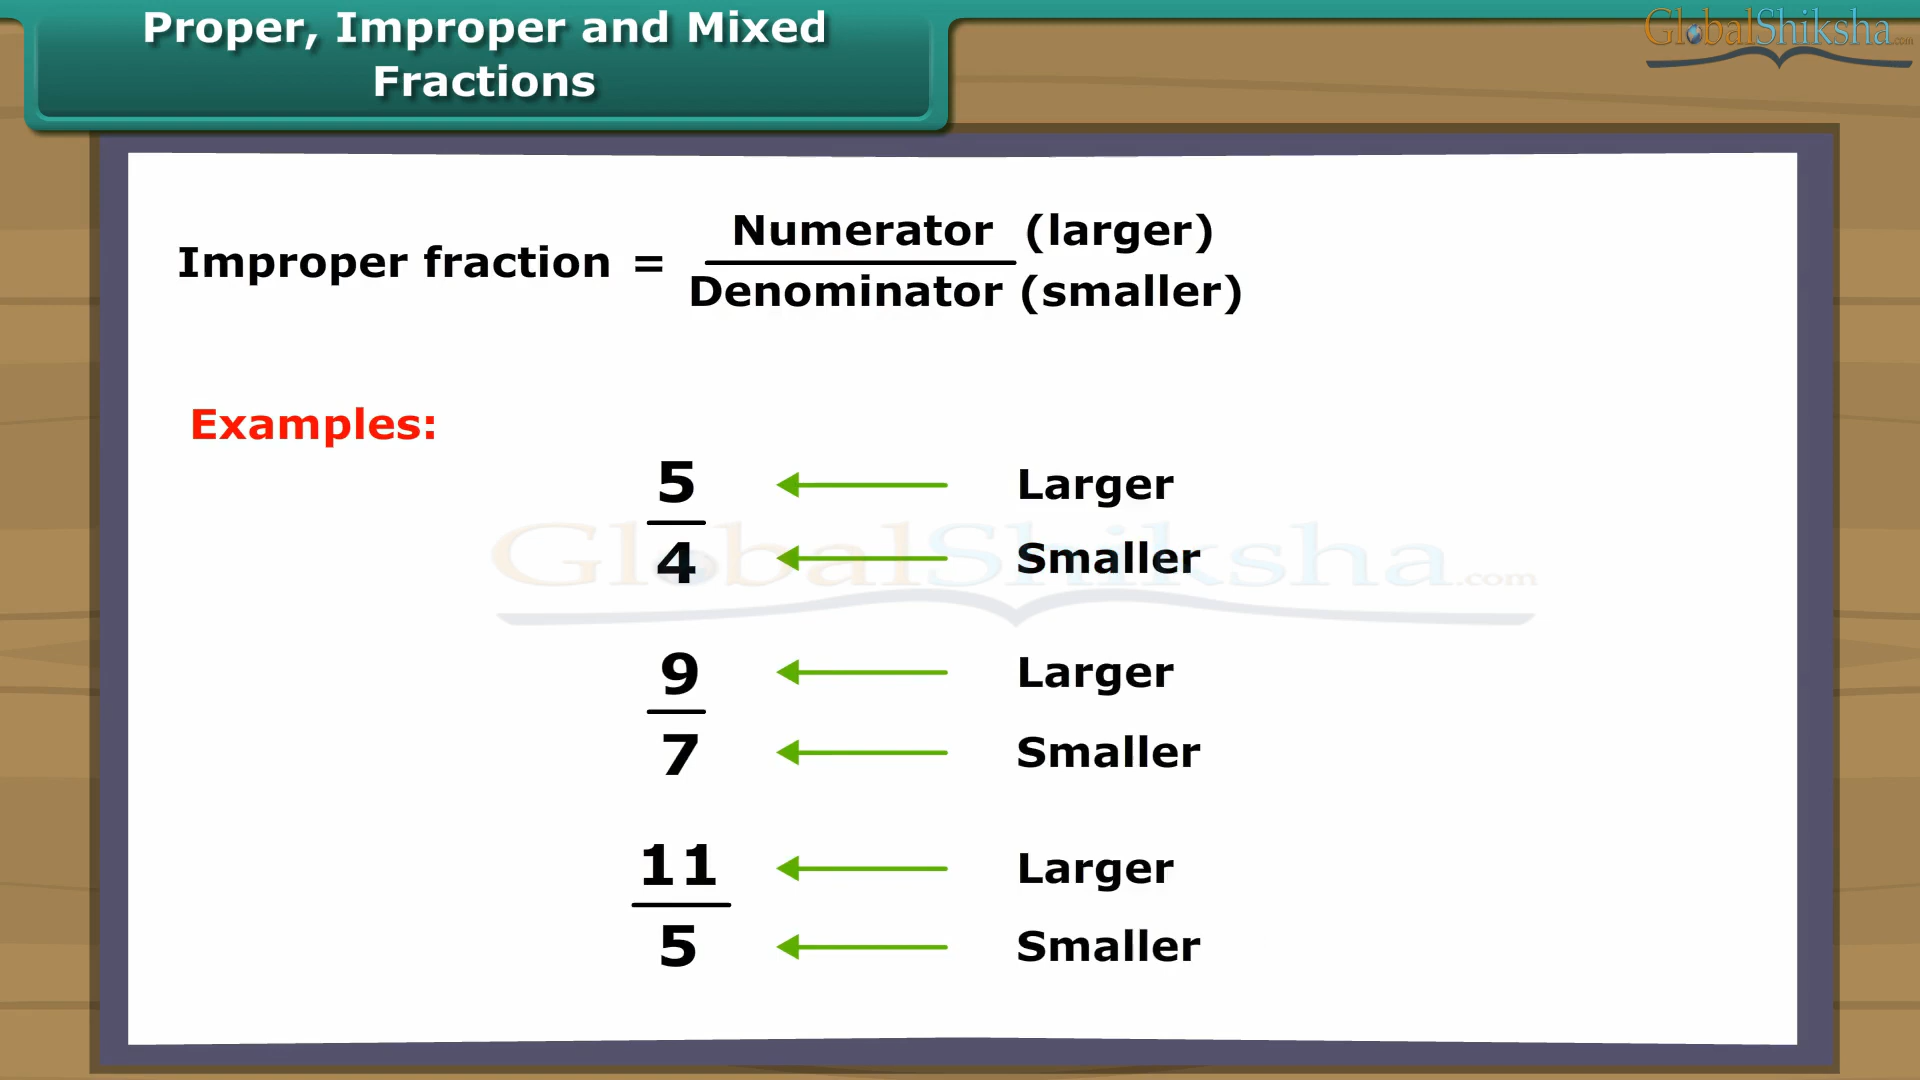 Proper, Improper and Mixed
Fractions
GlobalShiksha.com
Improper fraction = Numerator (larger)
Denominator (smaller)
Examples:
5 Larger
4 Smaller
GlobalShiksha.com
9 Larger
7 Smaller
11 Larger
5 Smaller